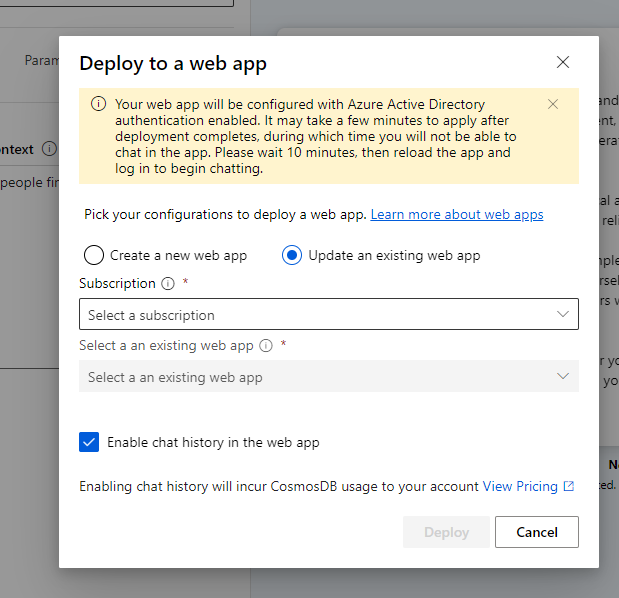 Deploy to a web app
Your web app will be configured with Azure Active Directory
authentication enabled. It may take a few minutes to apply after
deployment completes, during which time you will not be able to
chat in the app. Please wait 10 minutes, then reload the app and
log in to begin chatting.
Pick your configurations to deploy a web app. Learn more about web apps
Create a new web app
Update an existing web app
Subscription *
Select a subscription
Select a an existing web app *
Select a an existing web app
Enable chat history in the web app
Enabling chat history will incur CosmosDB usage to your account View Pricing
Deploy
Cancel
Param
ontext
people fir